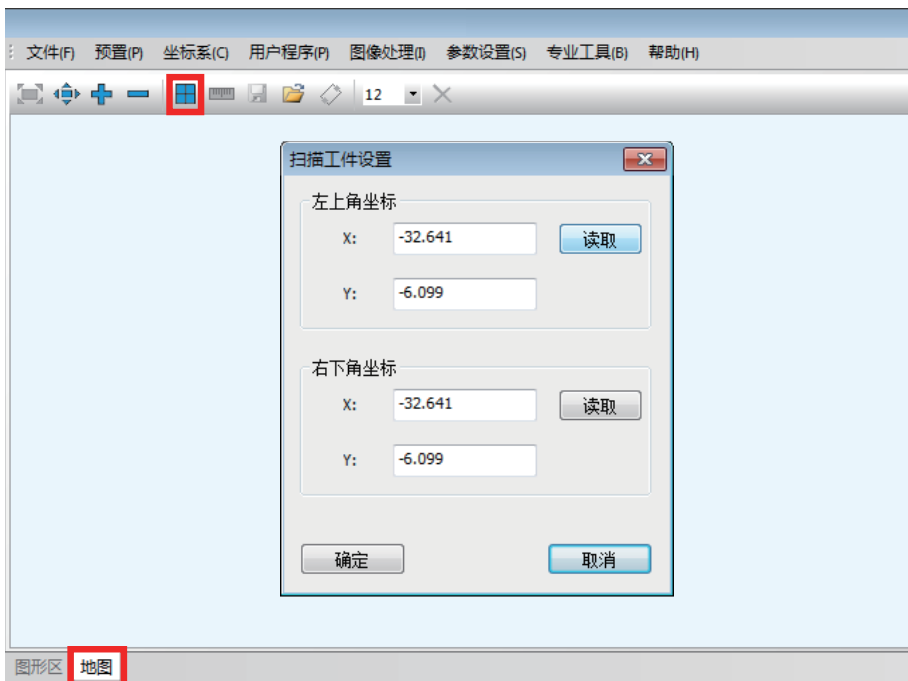 文件(F) 预置(P) 坐标系(C) 用户程序(P) 图像处理(I) 参数设置(S) 专业工具(B) 帮助(H)
12
扫描工件设置
左上角坐标
X: -32.641 读取
Y: -6.099
右下角坐标
X: -32.641 读取
Y: -6.099
确定 取消
图形区 地图